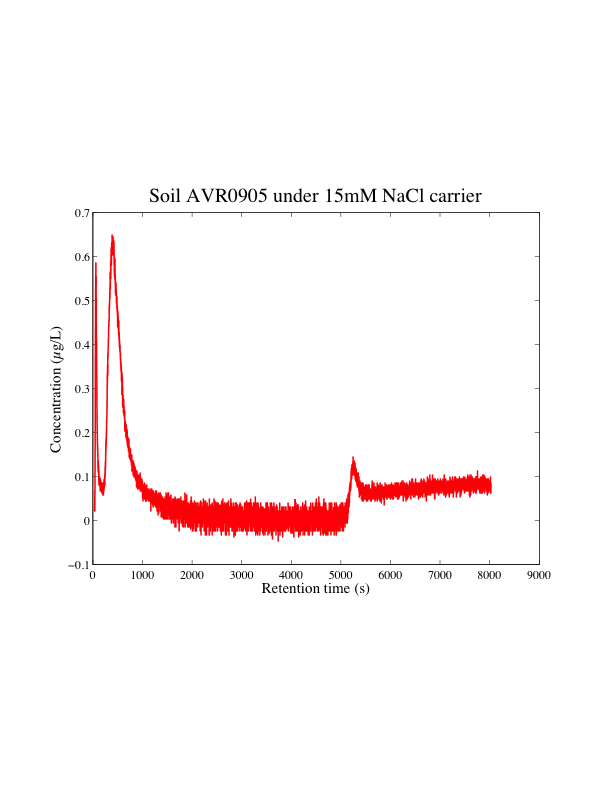 Soil AVR0905 under 15mM NaCl carrier
0.7
0.6
0.5
0.4
0.3
0.2
0.1
0
−0.1
Concentration (µg/L)
0 1000 2000 3000 4000 5000 6000 7000 8000 9000
Retention time (s)